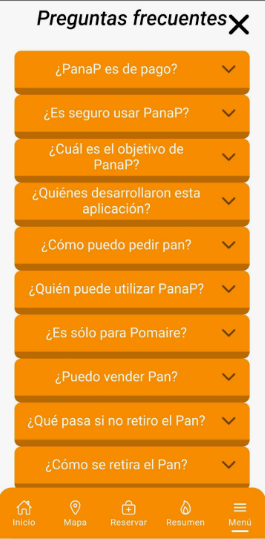 Preguntas frecuentes
¿PanaP es de pago?
¿Es seguro usar PanaP?
¿Cuál es el objetivo de
PanaP?
¿Quiénes desarrollaron esta
aplicación?
¿Cómo puedo pedir pan?
¿Quién puede utilizar PanaP?
¿Es sólo para Pomaire?
¿Puedo vender Pan?
¿Qué pasa si no retiro el Pan?
¿Cómo se retira el Pan?
Inicio Mapa Reservar Resumen Menú